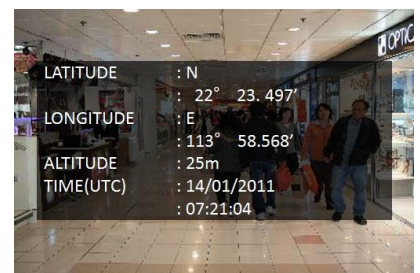 OPTIC
LATITUDE : N
: 22° 23. 497′
LONGITUDE : E
: 113° 58.568′
ALTITUDE : 25m
TIME(UTC) : 14/01/2011
: 07:21:04